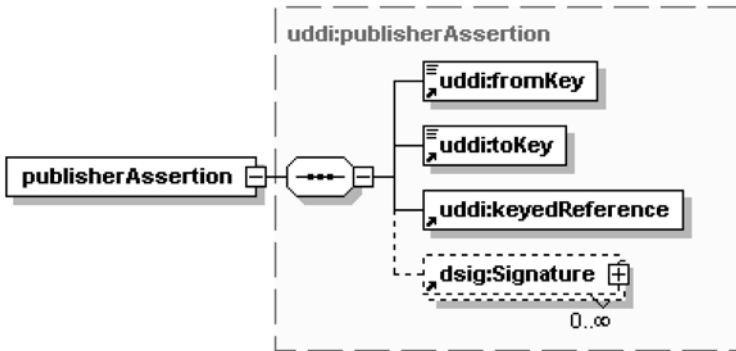 uddi:publisherAssertion
uddi:fromKey
uddi:toKey
publisherAssertion
uddi:keyedReference
dsig:Signature
0..∞